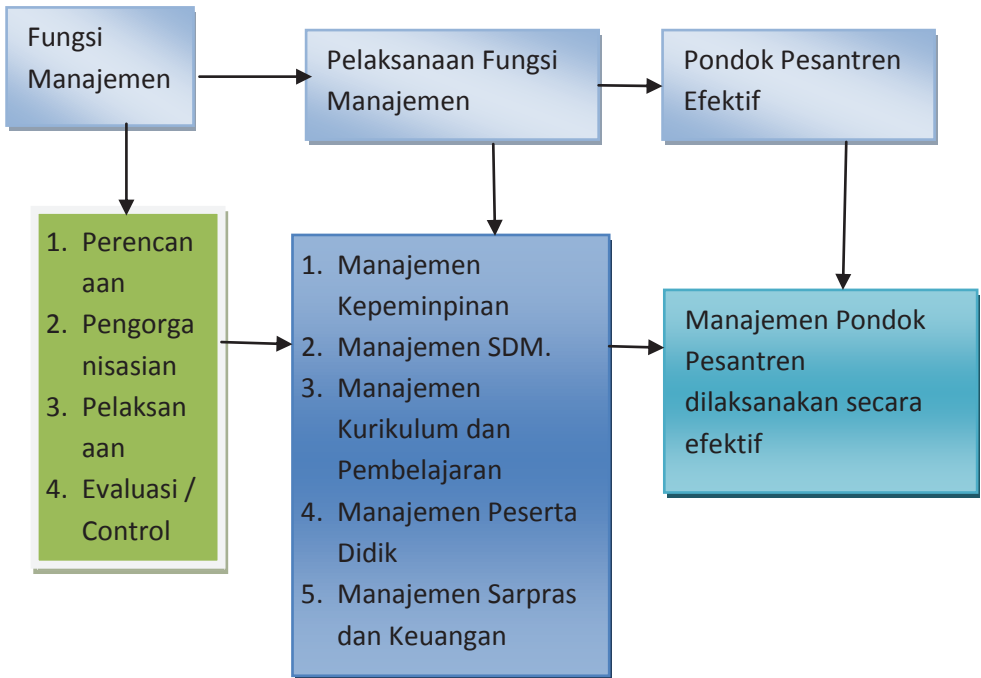 Fungsi
Manajemen
Pelaksanaan Fungsi
Manajemen
Pondok Pesantren
Efektif
1. Perencan
aan
2. Pengorga
nisasian
3. Pelaksan
aan
4. Evaluasi /
Control
1. Manajemen
Kepeminpinan
2. Manajemen SDM.
3. Manajemen
Kurikulum dan
Pembelajaran
4. Manajemen Peserta
Didik
5. Manajemen Sarpras
dan Keuangan
Manajemen Pondok
Pesantren
dilaksanakan secara
efektif